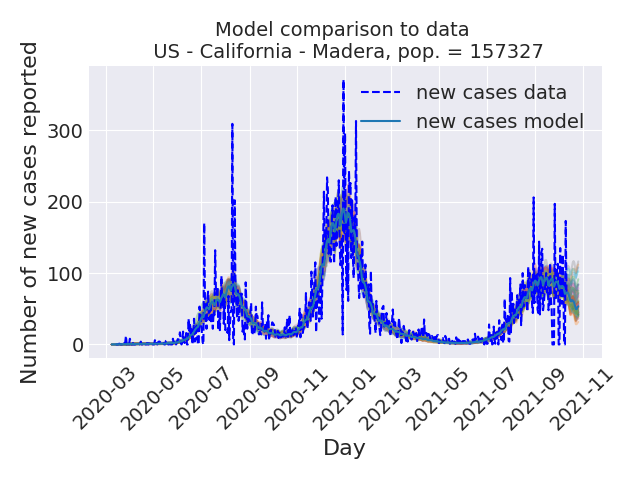 Model comparison to data
US - California - Madera, pop. = 157327
Number of new cases reported
new cases data
new cases model
300
200
100
0
2020-03
2020-05
2020-07
2020-09
2020-11
2021-01
2021-03
2021-05
2021-07
2021-09
2021-11
Day